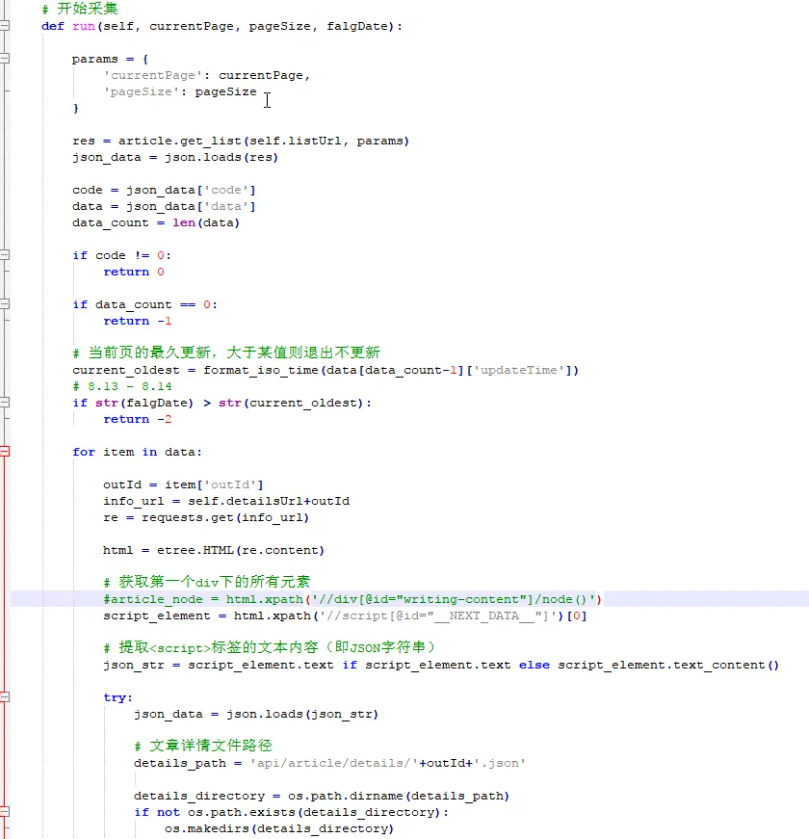 # 开始采集
def run(self, currentPage, pageSize, falgDate):
params = {
'currentPage': currentPage,
'pageSize': pageSize
}
res = article.get_list(self.listUrl, params)
json_data = json.loads(res)
code = json_data['code']
data = json_data['data']
data_count = len(data)
if code != 0:
return 0
if data_count == 0:
return -1
# 当前页的最久更新，大于某值则退出不更新
current_oldest = format_iso_time(data[data_count-1]['updateTime'])
# 8.13 - 8.14
if str(falgDate) > str(current_oldest):
return -2
for item in data:
outId = item['outId']
info_url = self.detailsUrl+outId
re = requests.get(info_url)
html = etree.HTML(re.content)
# 获取第一个div下的所有元素
#article_node = html.xpath('//div[@id="writing-content"]/node()')
script_element = html.xpath('//script[@id="__NEXT_DATA__"]')[0]
# 提取<script>标签的文本内容（即JSON字符串）
json_str = script_element.text if script_element.text else script_element.text_content()
try:
json_data = json.loads(json_str)
# 文章详情文件路径
details_path = 'api/article/details/'+outId+'.json'
details_directory = os.path.dirname(details_path)
if not os.path.exists(details_directory):
os.makedirs(details_directory)